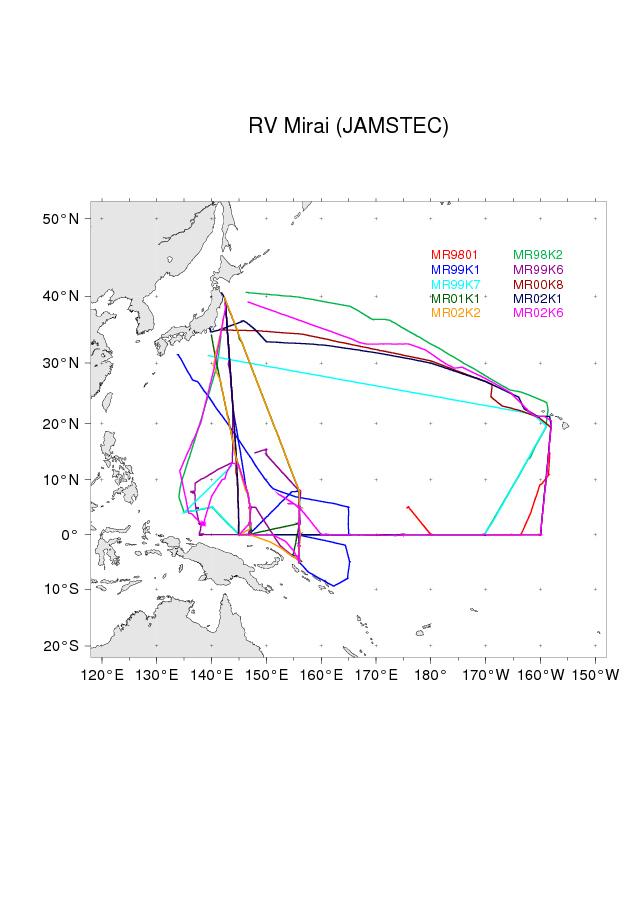 RV Mirai (JAMSTEC)
50°N
40°N
30°N
20°N
10°N
0°
10°S
20°S
MR9801 MR98K2
MR99K1 MR99K6
MR99K7 MR00K8
MR01K1 MR02K1
MR02K2 MR02K6
120°E 130°E 140°E 150°E 160°E 170°E 180° 170°W 160°W 150°W